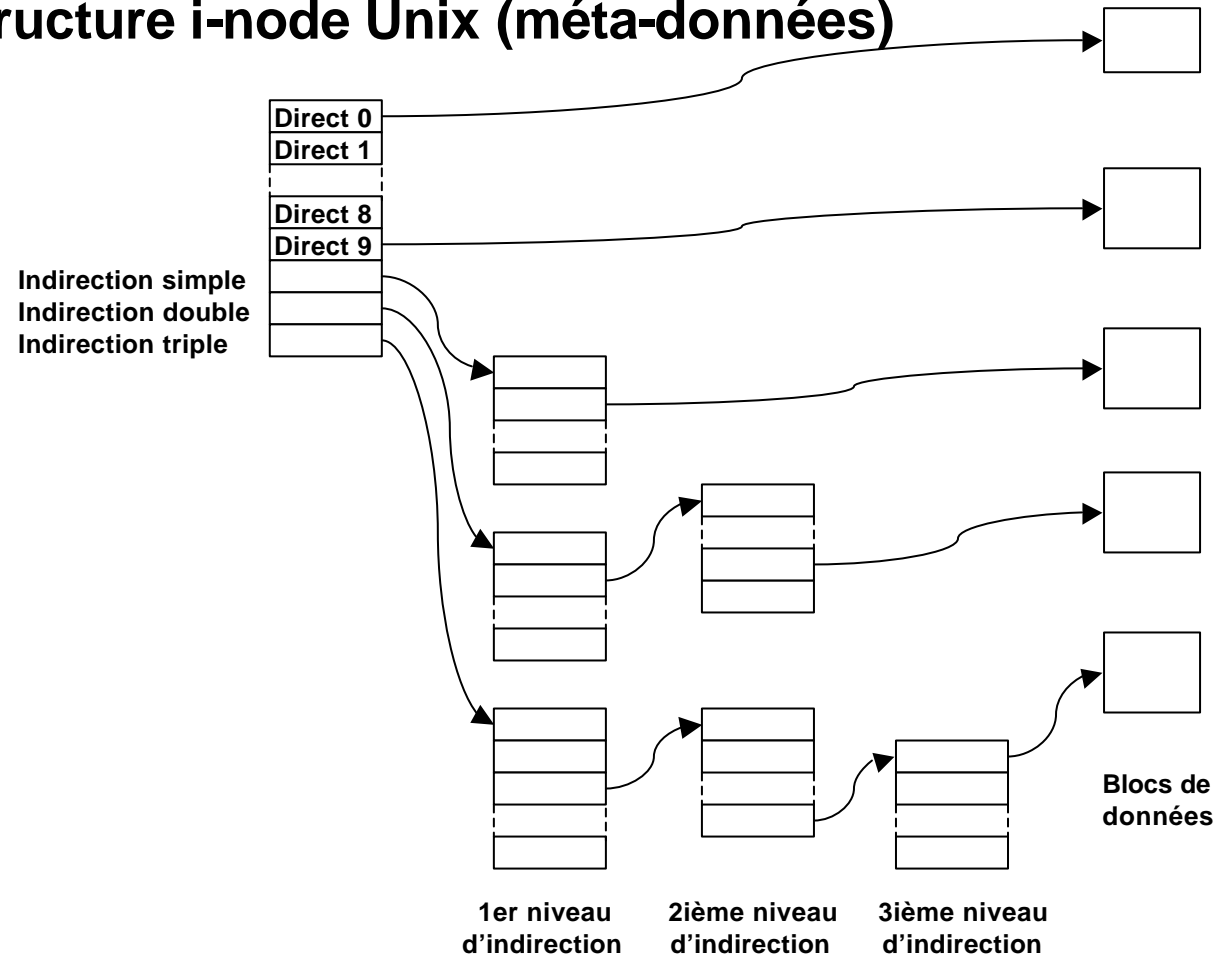 ructure i-node Unix (méta-données)
Direct 0
Direct 1
Direct 8
Direct 9
Indirection simple
Indirection double
Indirection triple
Blocs de
données
1er niveau
d’indirection
2ième niveau
d’indirection
3ième niveau
d’indirection